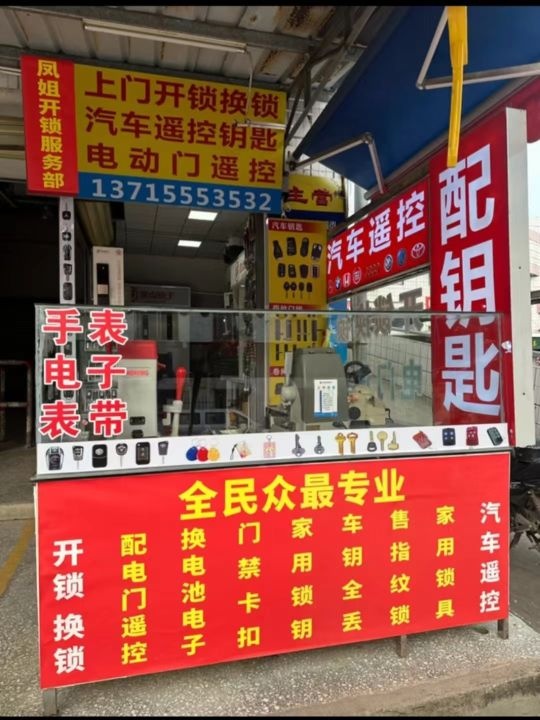 凤姐开锁服务部
上门开锁换锁
汽车遥控钥匙
电动门遥控
13715553532
主营
汽车钥匙
汽车遥控
配钥匙
手表
电子
表带
全民众最专业
开锁换锁
配电门遥控
换电池电子
门禁卡扣
家用锁钥
车钥全丢
售指纹锁
家用锁具
汽车遥控